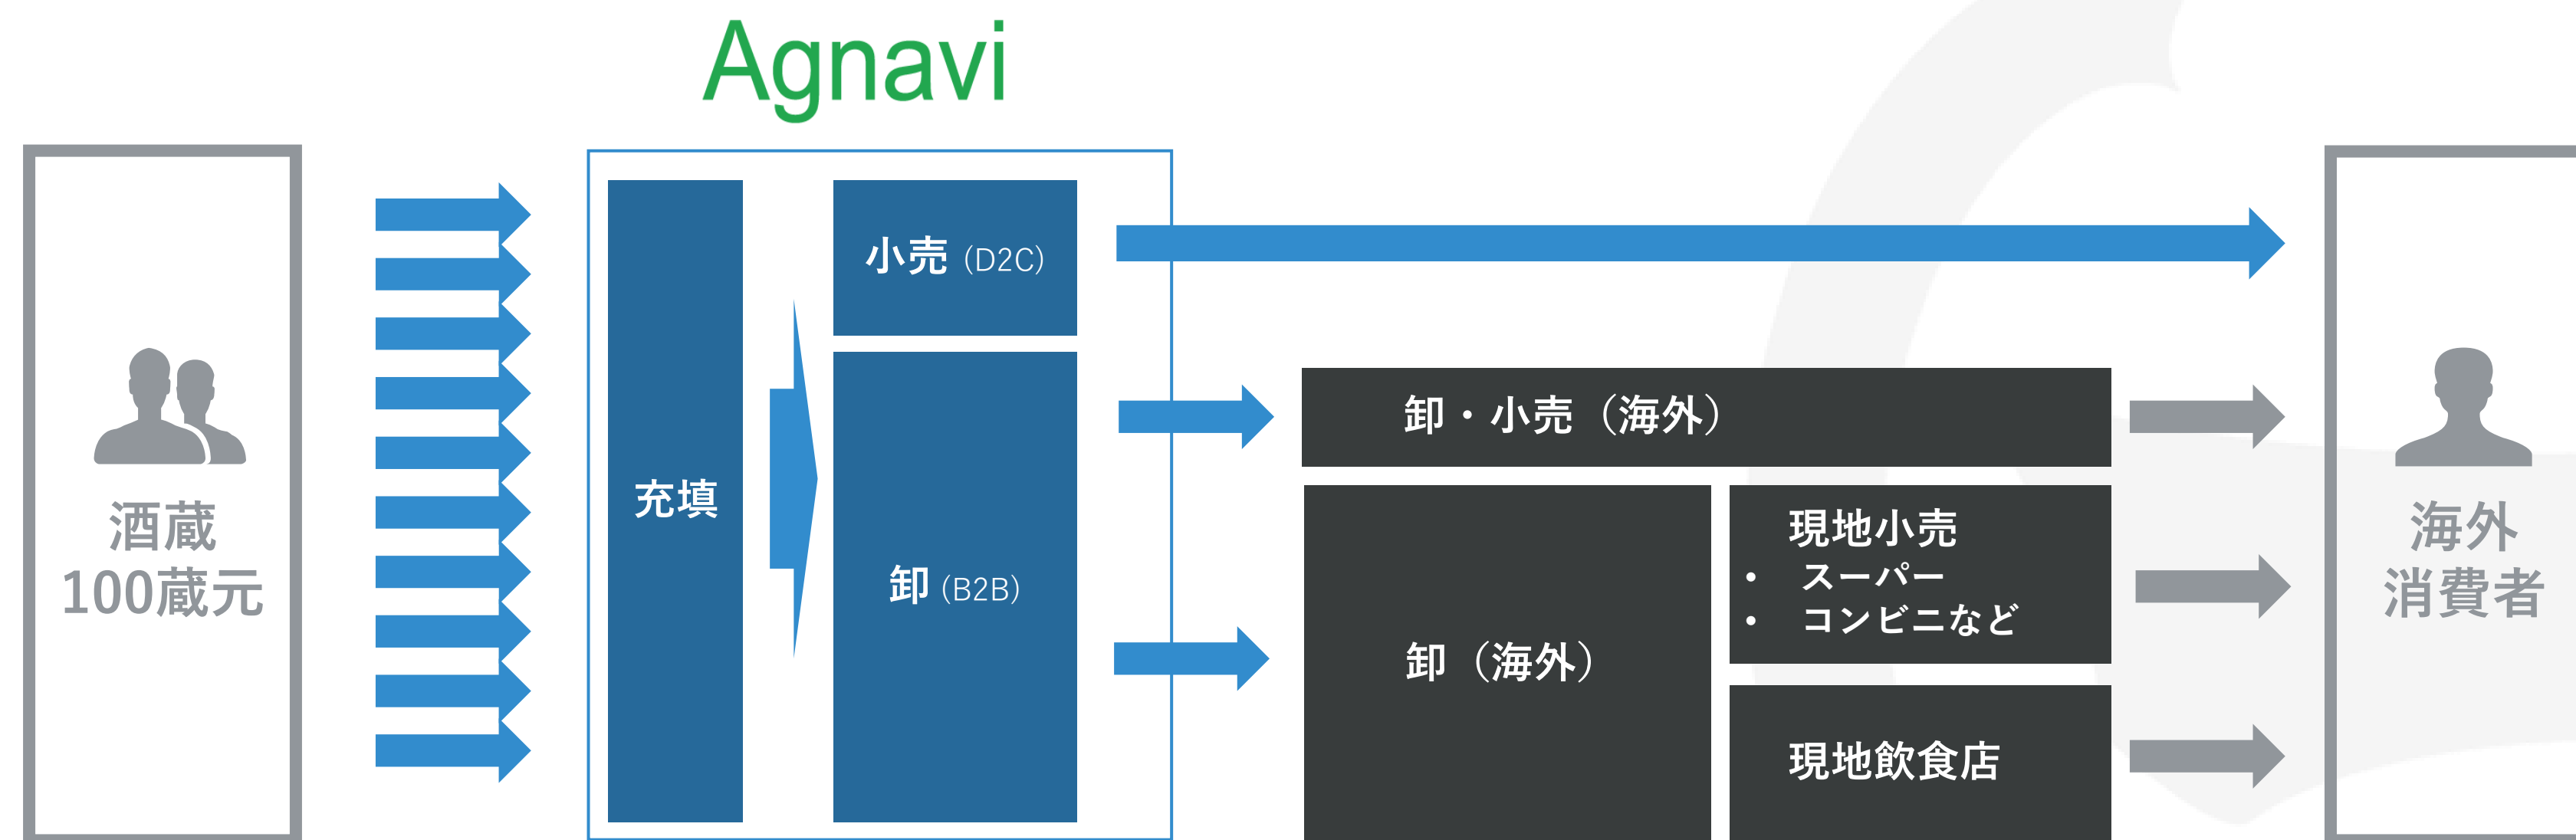 Agnavi
酒蔵
100蔵元
充填
小売 (D2C)
卸 (B2B)
卸・小売（海外）
卸（海外）
現地小売
• スーパー
• コンビニなど
現地飲食店
海外
消費者